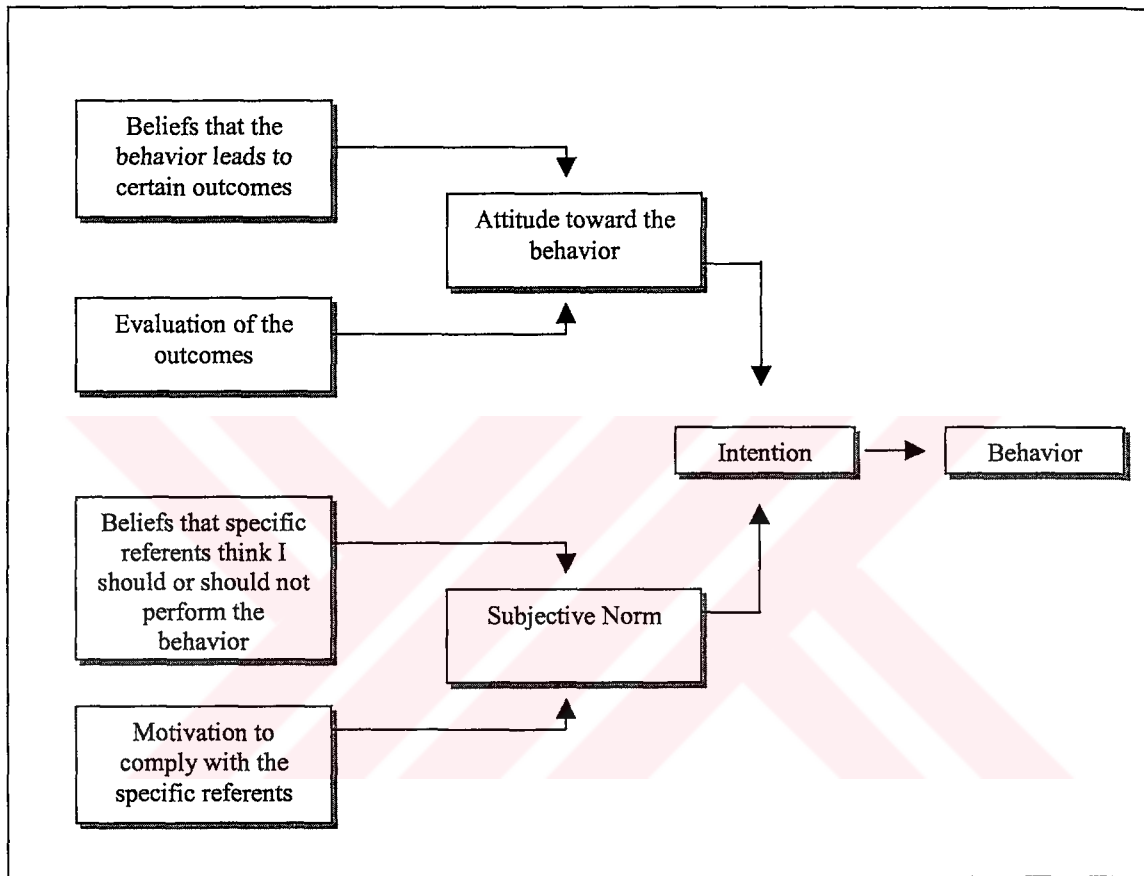 Beliefs that the
behavior leads to
certain outcomes
Attitude toward the
behavior
Evaluation of the
outcomes
Intention
Behavior
Beliefs that specific
referents think I
should or should not
perform the
behavior
Subjective Norm
Motivation to
comply with the
specific referents